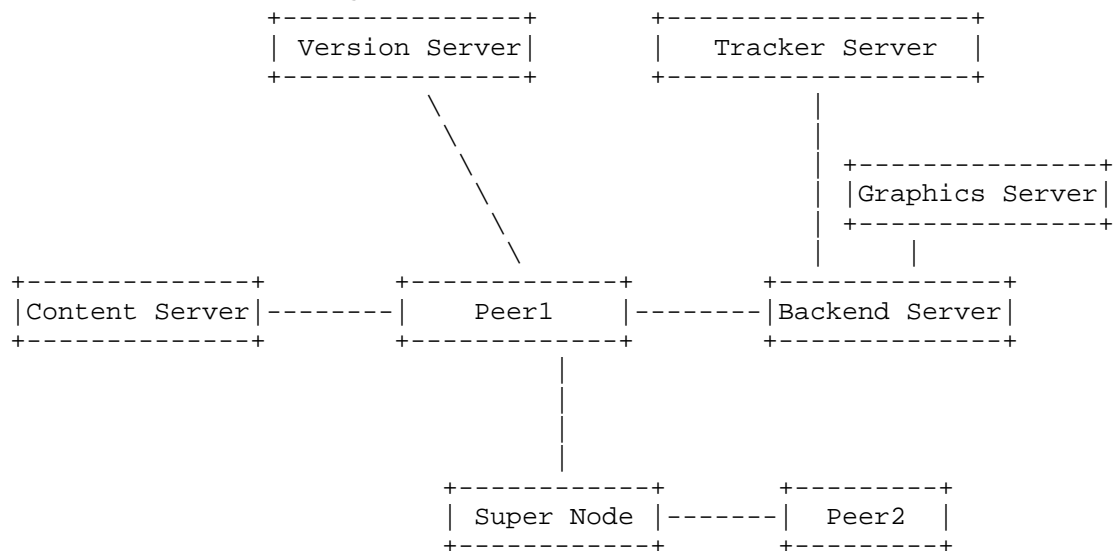 Version Server
Tracker Server
Graphics Server
Content Server
Peer1
Backend Server
Super Node
Peer2